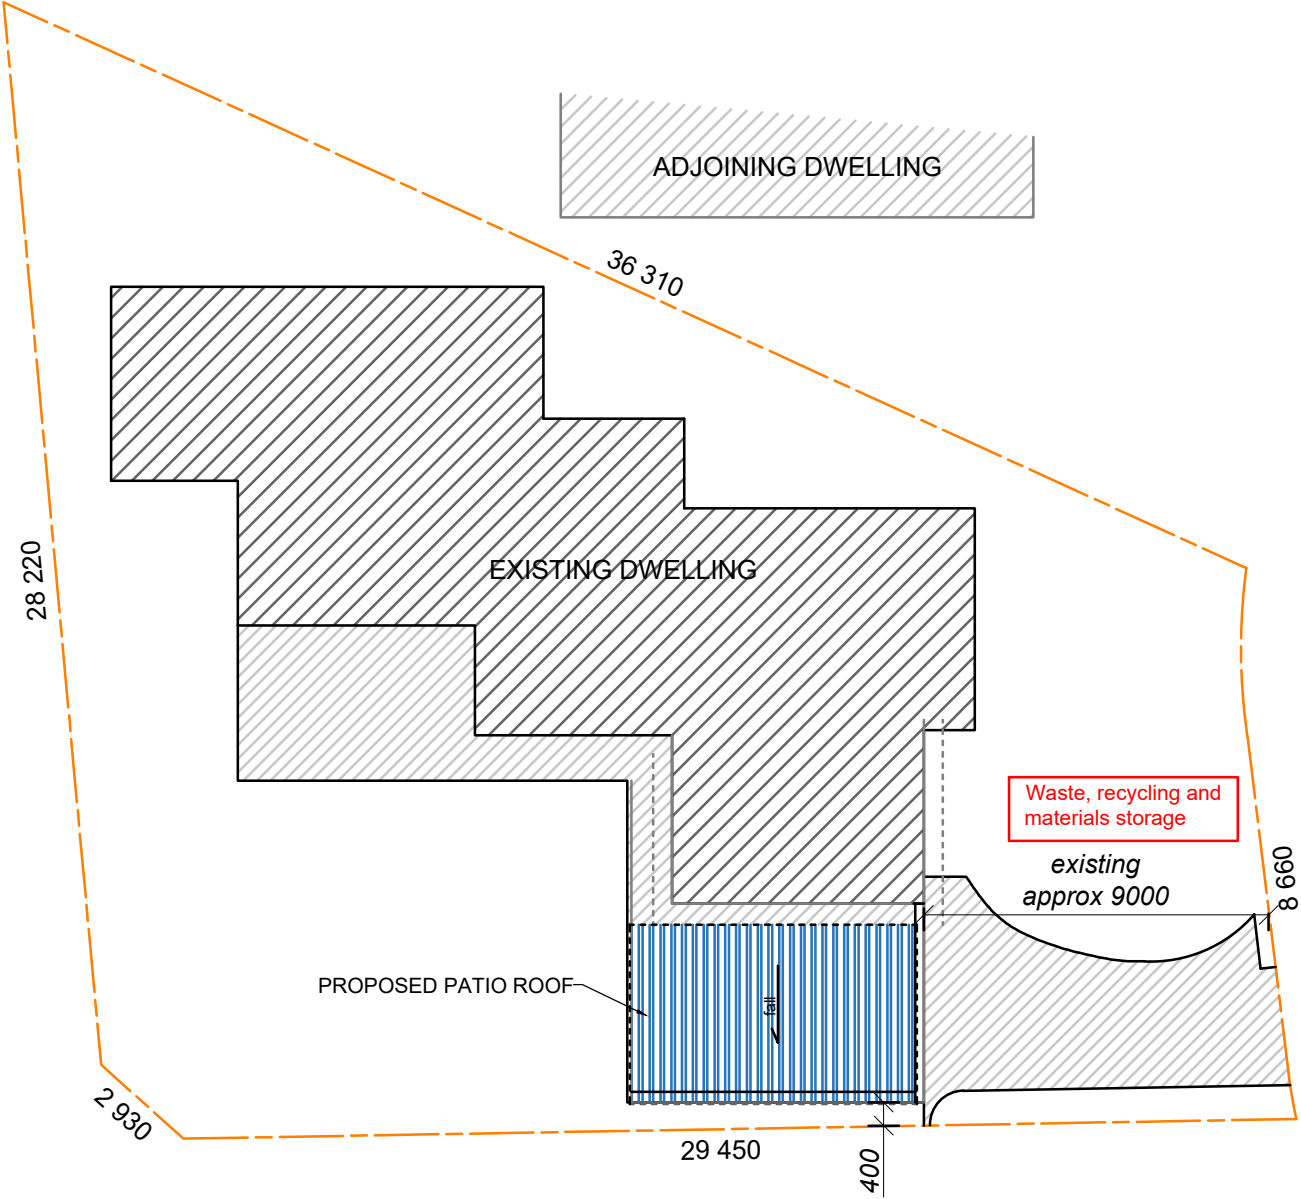 ADJOINING DWELLING
36 310
28 220
EXISTING DWELLING
Waste, recycling and
materials storage
existing
approx 9000
8 660
PROPOSED PATIO ROOF
fall
2 930
29 450
400